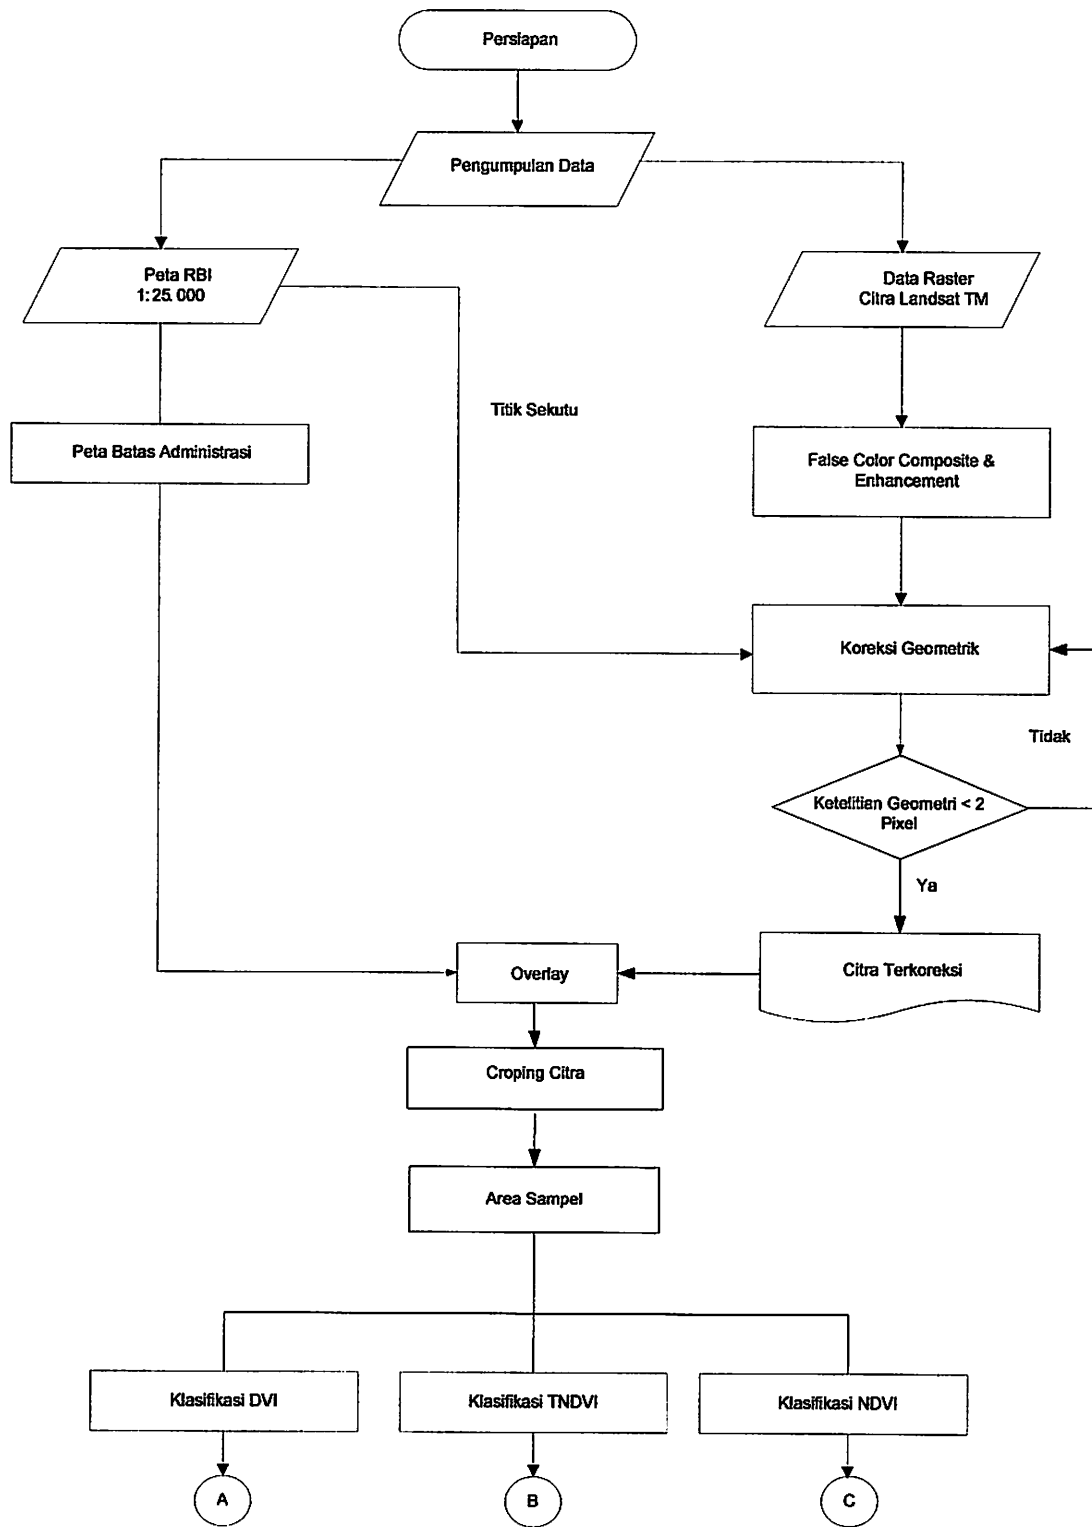 Persiapan
Pengumpulan Data
Peta RBI
1:25.000
Data Raster
Citra Landsat TM
Titik Sekutu
Peta Batas Administrasi
False Color Composite &
Enhancement
Koreksi Geometrik
Tidak
Ketelitian Geometri < 2
Pixel
Ya
Overlay
Citra Terkoreksi
Croping Citra
Area Sampel
Klasifikasi DVI
Klasifikasi TNDVI
Klasifikasi NDVI
A
B
C